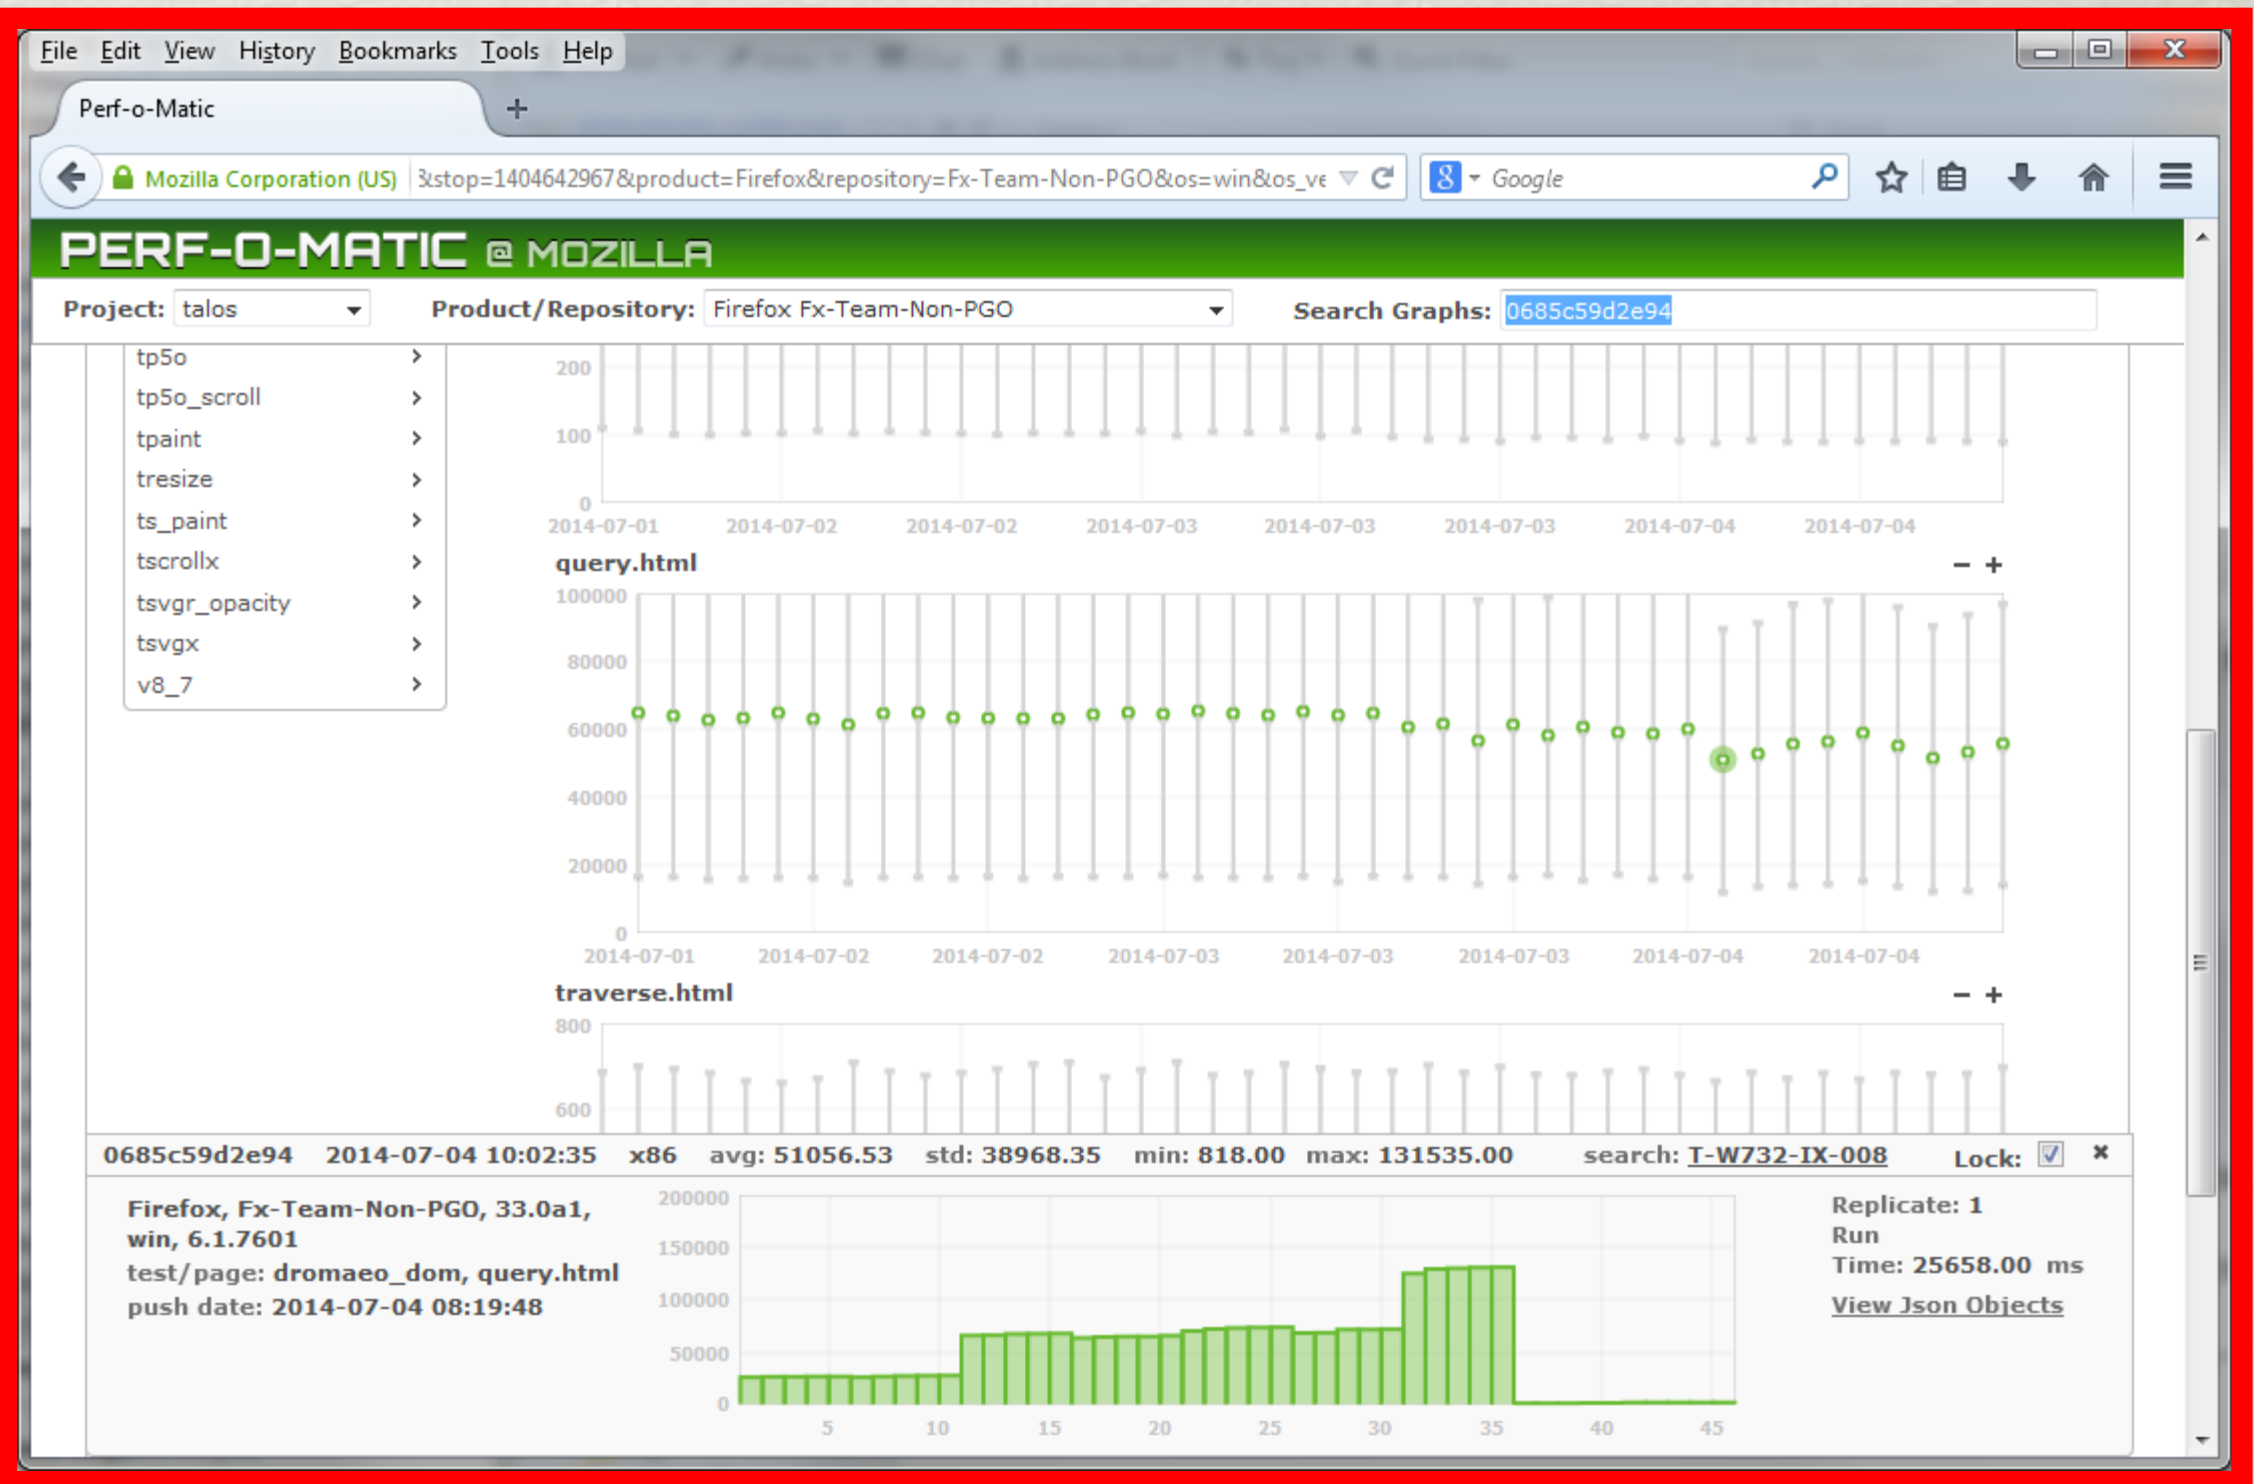 File Edit View History Bookmarks Tools Help
Perf-o-Matic +
Mozilla Corporation (US) &stop=1404642967&product=Firefox&repository=Fx-Team-Non-PGO&os=win&os_ve 8 Google
PERF-O-MATIC @ MOZILLA
Project: talos Product/Repository: Firefox Fx-Team-Non-PGO Search Graphs: 0685c59d2e94
tp5o >
tp5o_scroll >
tpaint >
tresize >
ts_paint >
tscrollx >
tsvgr_opacity >
tsvgx >
v8_7 >
200
100
0
2014-07-01 2014-07-02 2014-07-02 2014-07-03 2014-07-03 2014-07-03 2014-07-04 2014-07-04
query.html - +
100000
80000
60000
40000
20000
0
2014-07-01 2014-07-02 2014-07-02 2014-07-03 2014-07-03 2014-07-03 2014-07-04 2014-07-04
traverse.html - +
800
600
0685c59d2e94 2014-07-04 10:02:35 x86 avg: 51056.53 std: 38968.35 min: 818.00 max: 131535.00 search: T-W732-IX-008 Lock:
Firefox, Fx-Team-Non-PGO, 33.0a1,
win, 6.1.7601
test/page: dromaeo_dom, query.html
push date: 2014-07-04 08:19:48
200000
150000
100000
50000
0
5 10 15 20 25 30 35 40 45
Replicate: 1
Run
Time: 25658.00 ms
View Json Objects